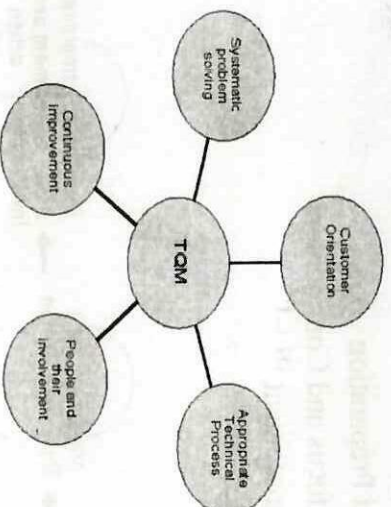 Customer
Orientation
Systematic
problem
solving
TQM
Appropriate
Technical
Process
Continuous
Improvement
People and
their
involvement